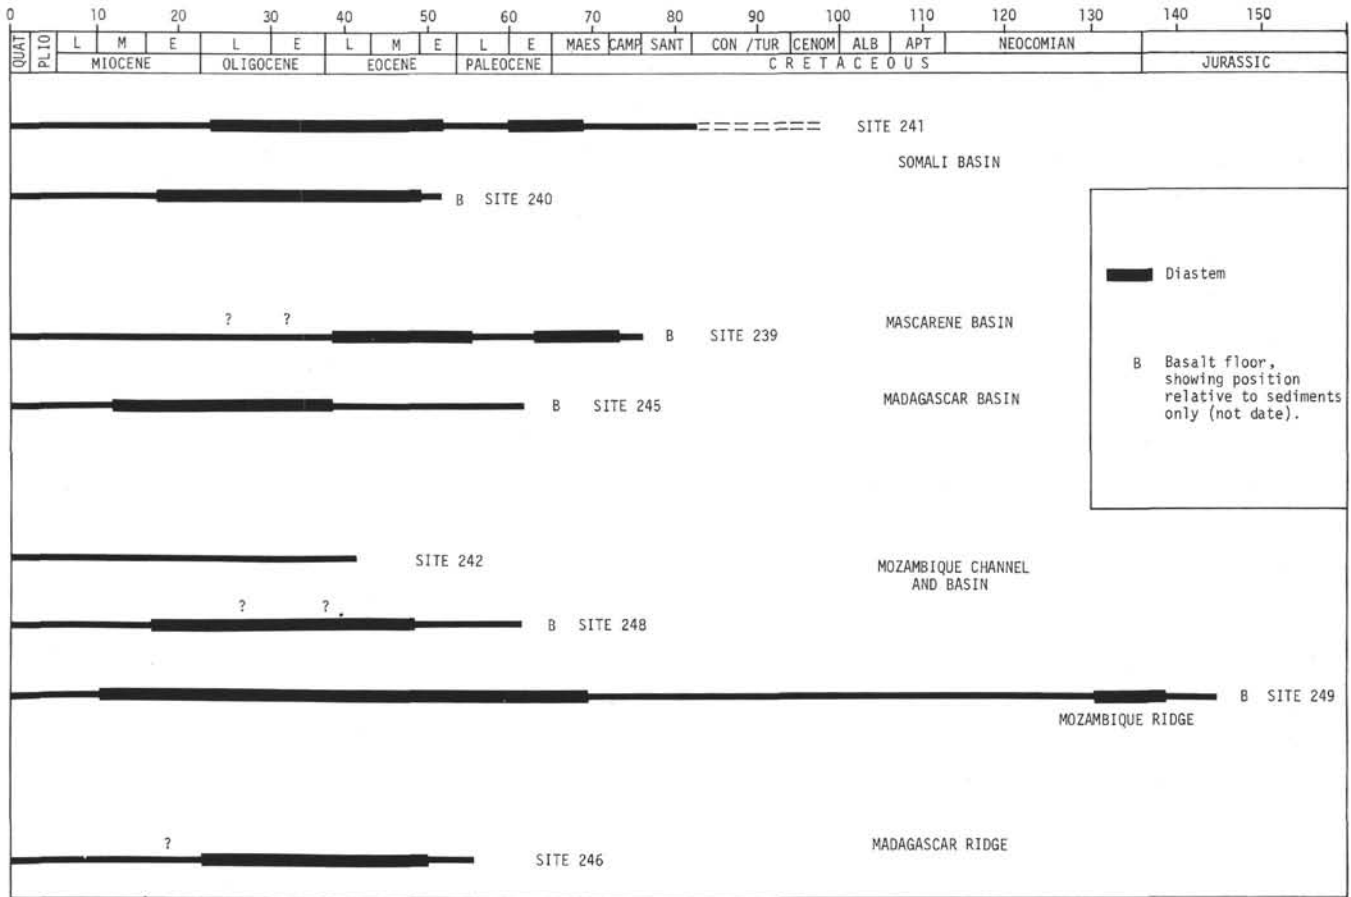 0 10 20 30 40 50 60 70 80 90 100 110 120 130 140 150
QUAT PLIO L M E L E L M E L E MAES CAMP SANT CON /TUR CENOM ALB APT NEOCOMIAN
MIOCENE OLIGOCENE EOCENE PALEOCENE CRETACEOUS JURASSIC
SITE 241
SOMALI BASIN
B SITE 240
Diastem
? ?
MASCARENE BASIN
B SITE 239
B Basalt floor,
showing position
relative to sediments
only (not date).
MADAGASCAR BASIN
B SITE 245
SITE 242
MOZAMBIQUE CHANNEL
AND BASIN
? ?
B SITE 248
B SITE 249
MOZAMBIQUE RIDGE
?
MADAGASCAR RIDGE
SITE 246